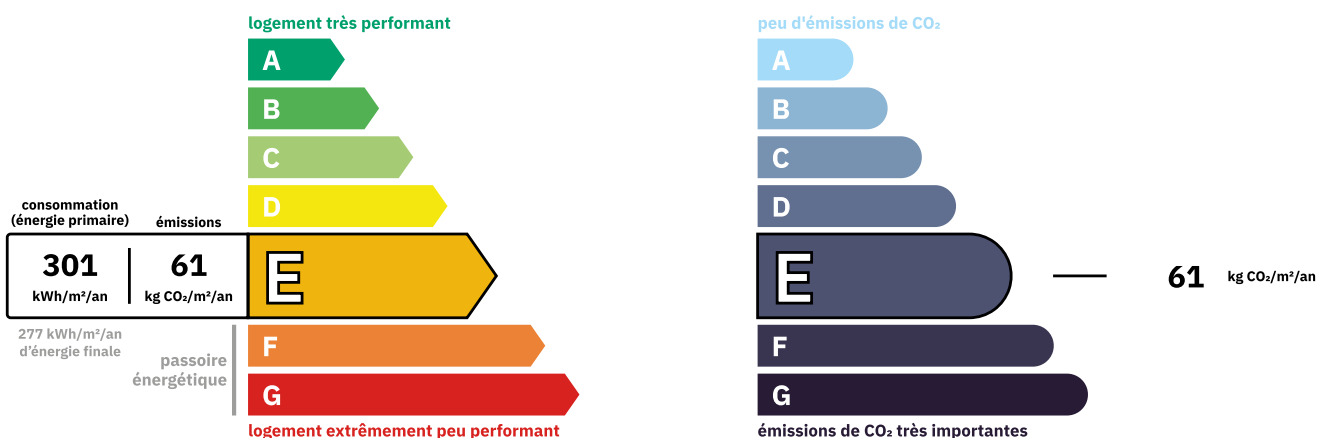 logement très performant
A
B
C
D
consommation
(énergie primaire)
émissions
301
kWh/m²/an
61
kg CO₂/m²/an
E
277 kWh/m²/an
d'énergie finale
passoire
énergétique
F
G
logement extrêmement peu performant
peu d'émissions de CO₂
A
B
C
D
E
61 kg CO₂/m²/an
F
G
émissions de CO₂ très importantes